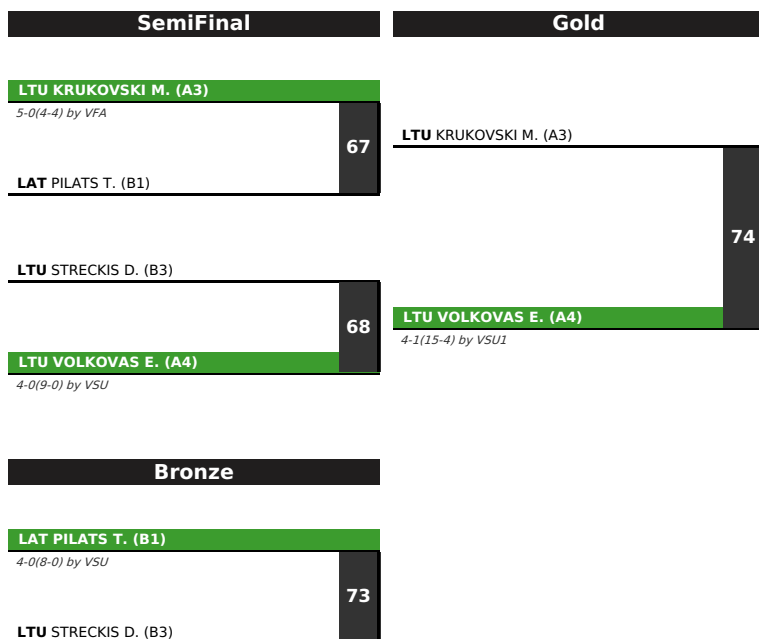 SemiFinal
LTU KRUKOVSKI M. (A3)
5-0(4-4) by VFA
67
LAT PILATS T. (B1)
LTU STRECKIS D. (B3)
68
LTU VOLKOVAS E. (A4)
4-0(9-0) by VSU
Gold
LTU KRUKOVSKI M. (A3)
74
LTU VOLKOVAS E. (A4)
4-1(15-4) by VSU1
Bronze
LAT PILATS T. (B1)
4-0(8-0) by VSU
73
LTU STRECKIS D. (B3)